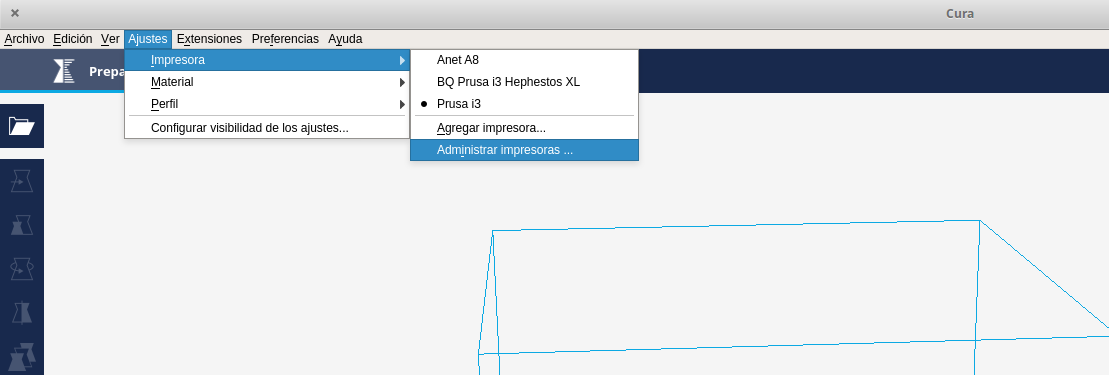 Cura
Archivo Edición Ver Ajustes Extensiones Preferencias Ayuda
Prepa
Impresora
Material
Perfil
Configurar visibilidad de los ajustes...
Anet A8
BQ Prusa i3 Hephestos XL
Prusa i3
Agregar impresora...
Administrar impresoras ...